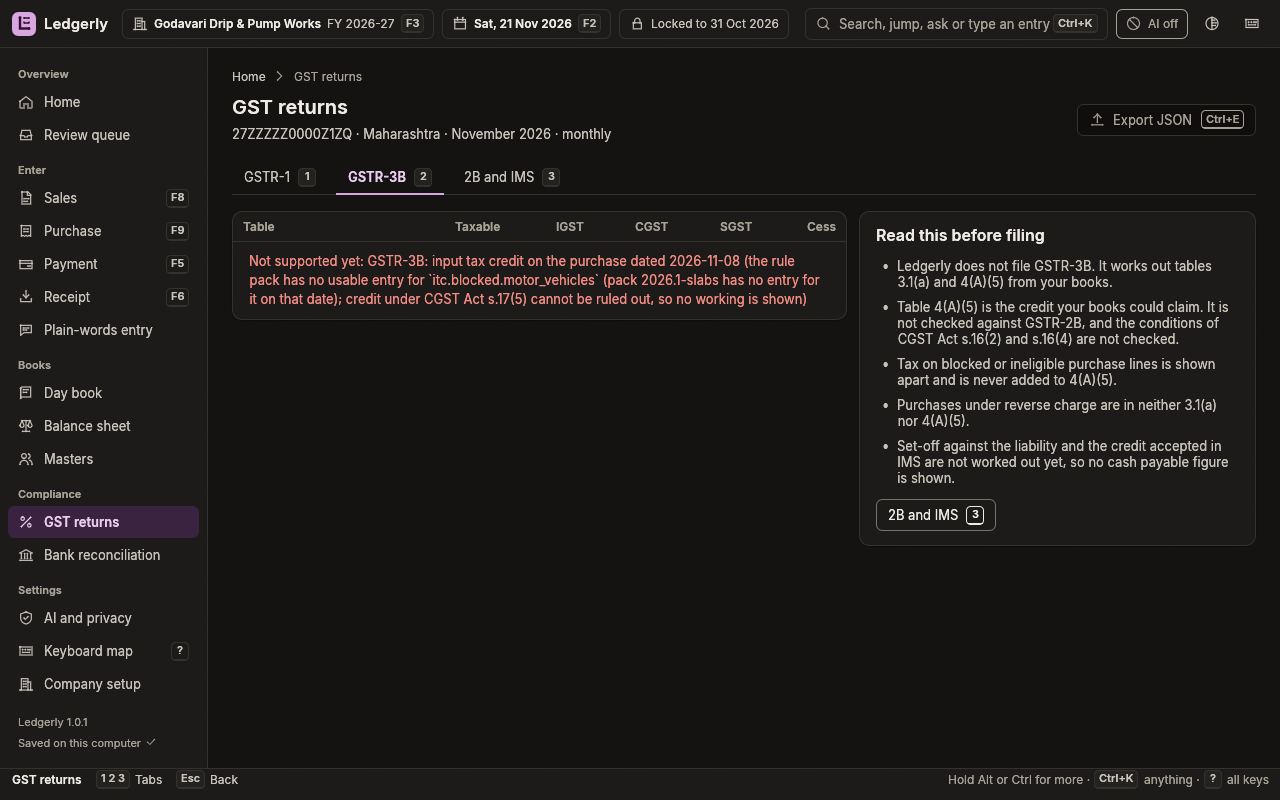 Ledgerly
Godavari Drip & Pump Works FY 2026-27 F3
Sat, 21 Nov 2026 F2
Locked to 31 Oct 2026
Search, jump, ask or type an entry Ctrl+K
AI off
Overview
Home
Review queue
Enter
Sales F8
Purchase F9
Payment F5
Receipt F6
Plain-words entry
Books
Day book
Balance sheet
Masters
Compliance
GST returns
Bank reconciliation
Settings
AI and privacy
Keyboard map ?
Company setup
Ledgerly 1.0.1
Saved on this computer
Home > GST returns
GST returns
27ZZZZZ0000Z1ZQ · Maharashtra · November 2026 · monthly
Export JSON Ctrl+E
GSTR-1 1 GSTR-3B 2 2B and IMS 3
Table Taxable IGST CGST SGST Cess
Not supported yet: GSTR-3B: input tax credit on the purchase dated 2026-11-08 (the rule
pack has no usable entry for `itc.blocked.motor_vehicles` (pack 2026.1-slabs has no entry for
it on that date); credit under CGST Act s.17(5) cannot be ruled out, so no working is shown)
Read this before filing
• Ledgerly does not file GSTR-3B. It works out tables
3.1(a) and 4(A)(5) from your books.
• Table 4(A)(5) is the credit your books could claim. It is
not checked against GSTR-2B, and the conditions of
CGST Act s.16(2) and s.16(4) are not checked.
• Tax on blocked or ineligible purchase lines is shown
apart and is never added to 4(A)(5).
• Purchases under reverse charge are in neither 3.1(a)
nor 4(A)(5).
• Set-off against the liability and the credit accepted in
IMS are not worked out yet, so no cash payable figure
is shown.
2B and IMS 3
GST returns 1 2 3 Tabs Esc Back
Hold Alt or Ctrl for more · Ctrl+K anything · ? all keys